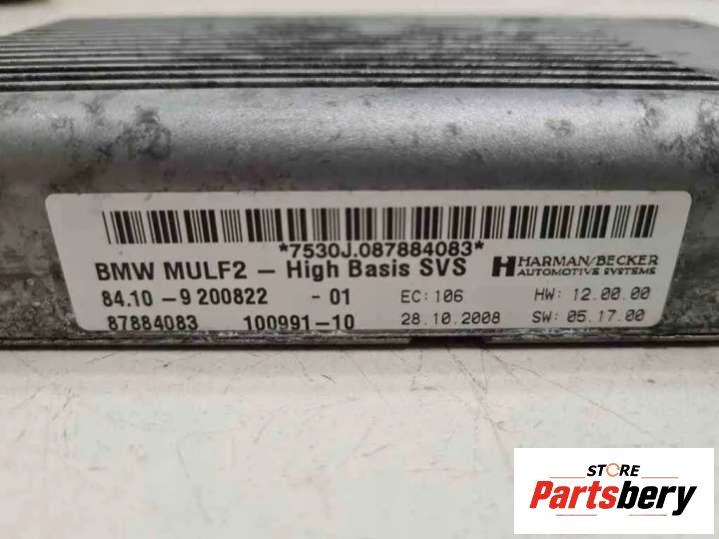 *7530J.087884083*
BMW MULF2 - High Basis SVS
HARMAN/BECKER
AUTOMOTIVE SYSTEMS
84.10 - 9 200822 - 01 EC: 106 HW: 12.00.00
87884083 100991-10 28.10.2008 SW: 05.17.00
STORE
Partsbery